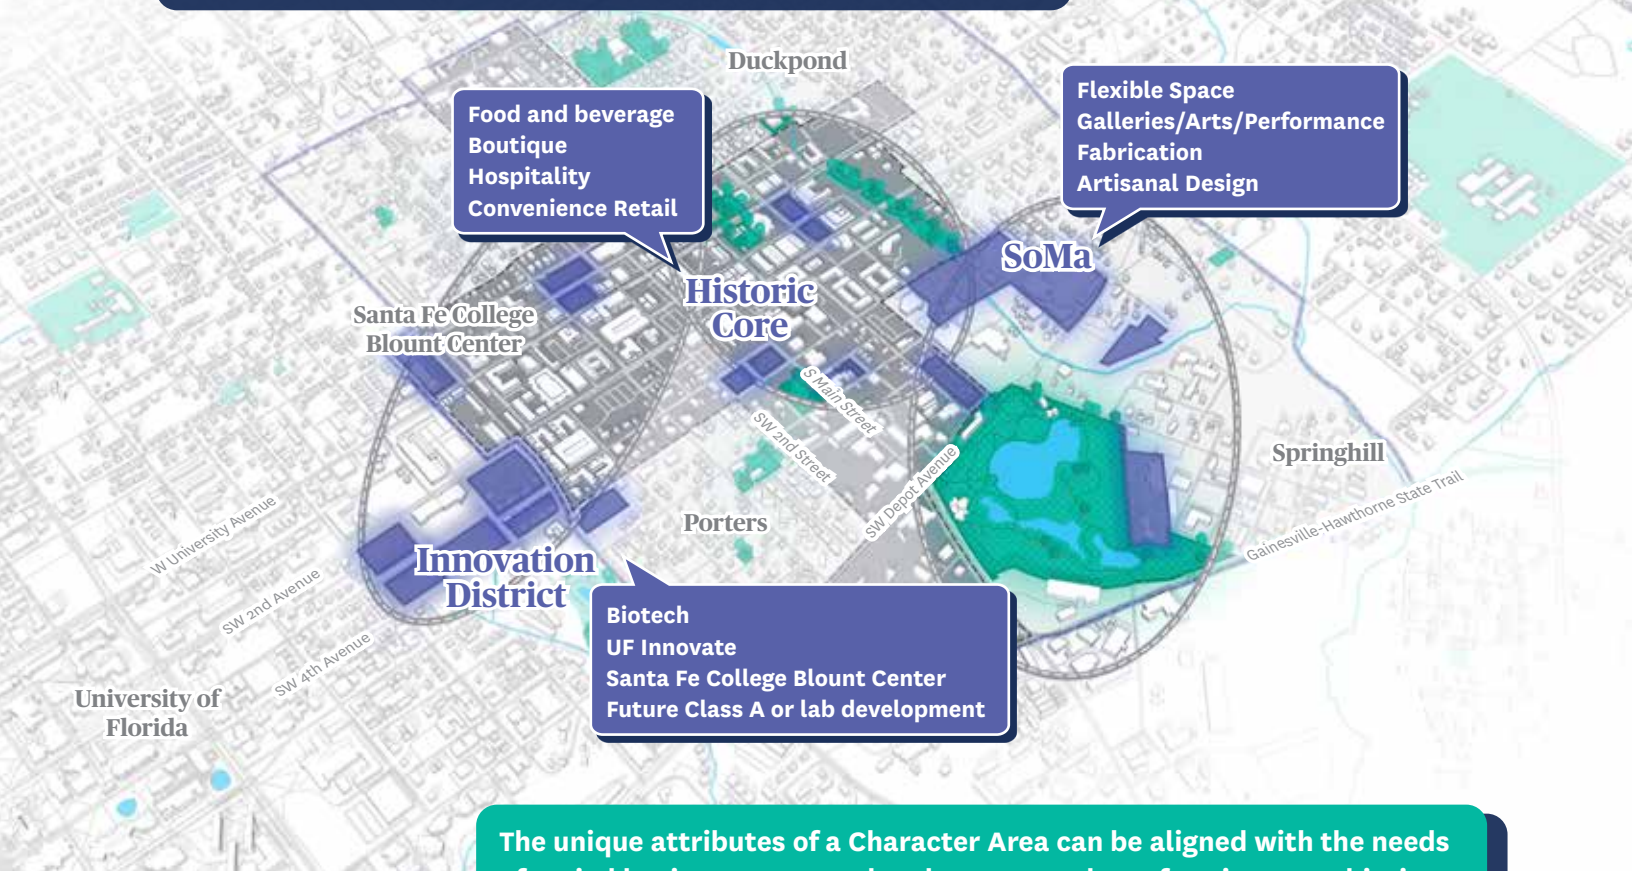 Duckpond
Food and beverage
Boutique
Hospitality
Convenience Retail
Flexible Space
Galleries/Arts/Performance
Fabrication
Artisanal Design
SoMa
Historic
Core
Santa Fe College
Blount Center
S Main Street
SW 2nd Street
SW Depot Avenue
Springhill
Gainesville-Hawthorne State Trail
Porters
W University Avenue
SW 2nd Avenue
SW 4th Avenue
Innovation
District
Biotech
UF Innovate
Santa Fe College Blount Center
Future Class A or lab development
University of
Florida
The unique attributes of a Character Area can be aligned with the needs